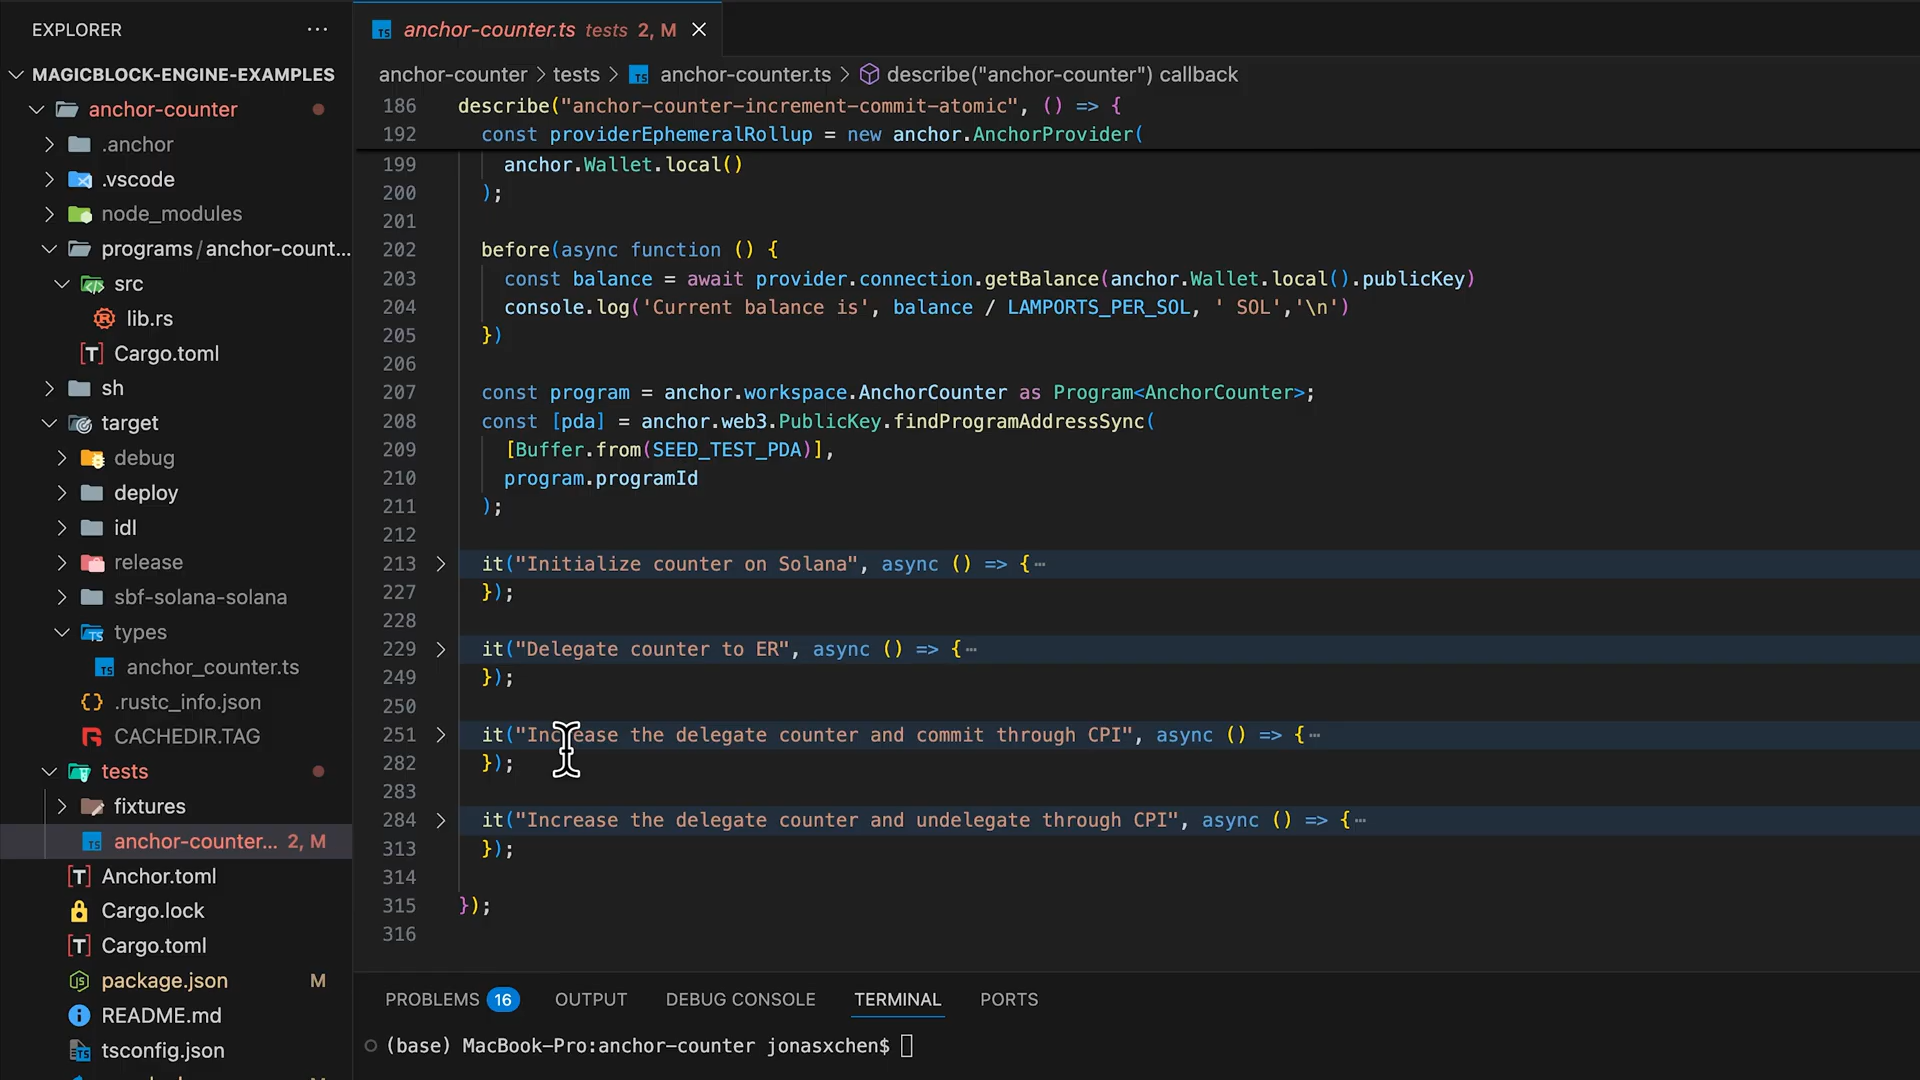 EXPLORER
MAGICBLOCK-ENGINE-EXAMPLES
anchor-counter
.anchor
.vscode
node_modules
programs/anchor-count...
src
lib.rs
Cargo.toml
sh
target
debug
deploy
idl
release
sbf-solana-solana
types
anchor_counter.ts
.rustc_info.json
CACHEDIR.TAG
tests
fixtures
anchor-counter... 2, M
Anchor.toml
Cargo.lock
Cargo.toml
package.json M
README.md
tsconfig.json
TS anchor-counter.ts tests 2, M
anchor-counter > tests > TS anchor-counter.ts > describe("anchor-counter") callback
186 describe("anchor-counter-increment-commit-atomic", () => {
192 const providerEphemeralRollup = new anchor.AnchorProvider(
199 anchor.Wallet.local()
200 );
201
202 before(async function () {
203 const balance = await provider.connection.getBalance(anchor.Wallet.local().publicKey)
204 console.log('Current balance is', balance / LAMPORTS_PER_SOL, ' SOL','\n')
205 })
206
207 const program = anchor.workspace.AnchorCounter as Program<AnchorCounter>;
208 const [pda] = anchor.web3.PublicKey.findProgramAddressSync(
209 [Buffer.from(SEED_TEST_PDA)],
210 program.programId
211 );
212
213 it("Initialize counter on Solana", async () => {⋯
227 });
228
229 it("Delegate counter to ER", async () => {⋯
249 });
250
251 it("Increase the delegate counter and commit through CPI", async () => {⋯
282 });
283
284 it("Increase the delegate counter and undelegate through CPI", async () => {⋯
313 });
314
315 });
316
PROBLEMS 16 OUTPUT DEBUG CONSOLE TERMINAL PORTS
(base) MacBook-Pro:anchor-counter jonasxchen$